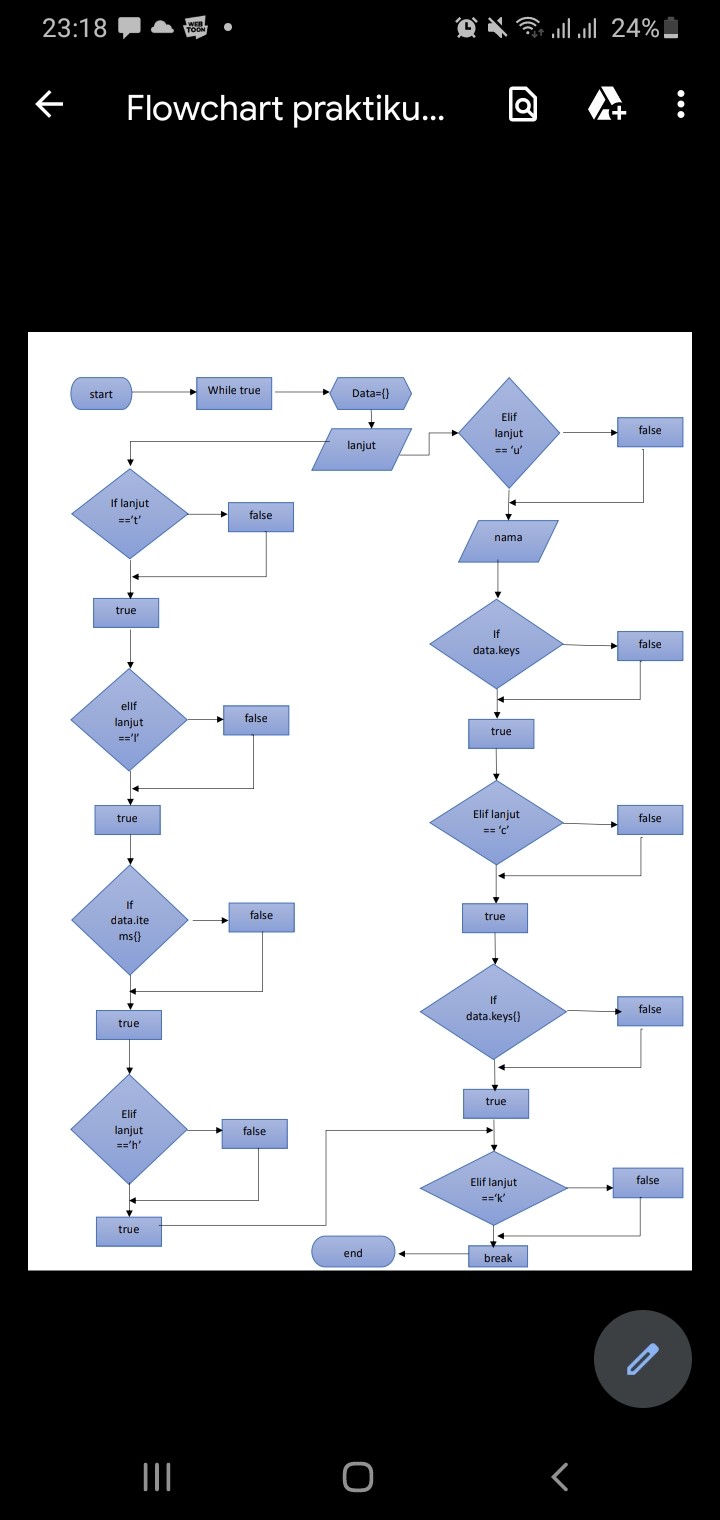 23:18
WEB
TOON
24%
Flowchart praktiku...
start
While true
Data={}
lanjut
If lanjut
==‘t’
false
true
elIf
lanjut
==‘l’
false
true
If
data.ite
ms{}
false
true
Elif
lanjut
==‘h’
false
true
Elif
lanjut
== ‘u’
false
nama
If
data.keys
false
true
Elif lanjut
== ‘c’
false
true
If
data.keys{}
false
true
Elif lanjut
==‘k’
false
break
end